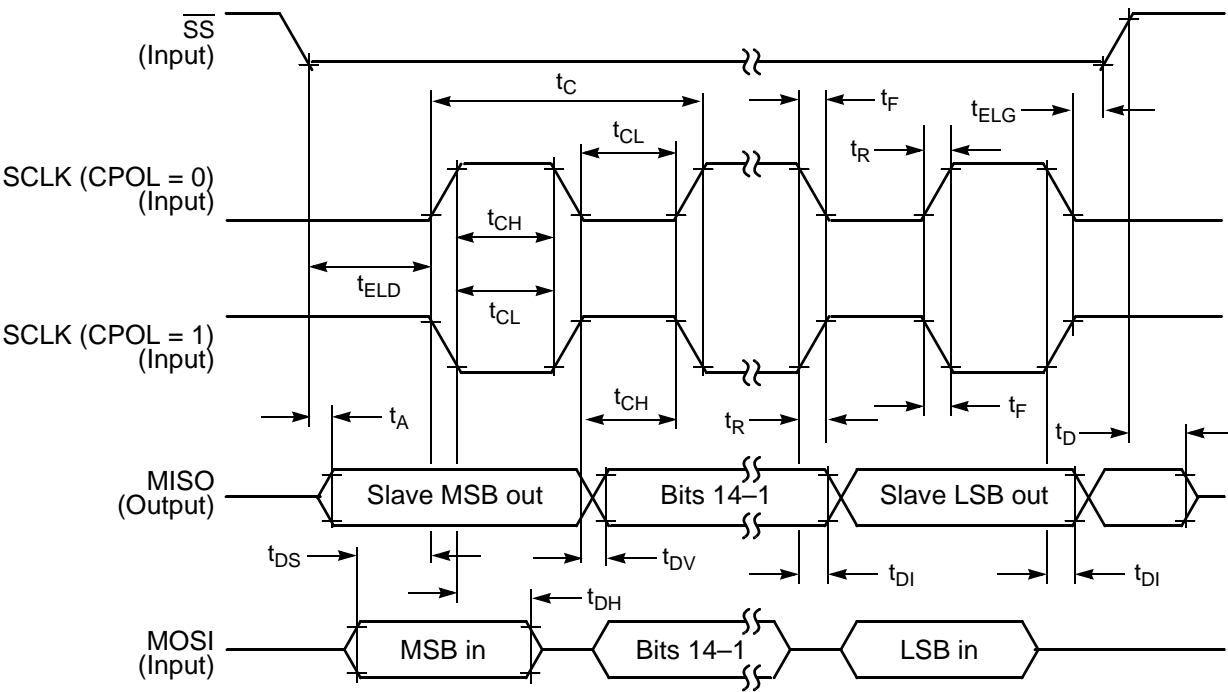 SS
(Input)
tC
tF
tELG
tCL
tR
SCLK (CPOL = 0)
(Input)
tCH
tELD
tCL
SCLK (CPOL = 1)
(Input)
tCH
tF
tA
tR
tD
MISO
(Output)
Slave MSB out
Bits 14–1
Slave LSB out
tDS
tDV
tDI
tDI
tDH
MOSI
(Input)
MSB in
Bits 14–1
LSB in